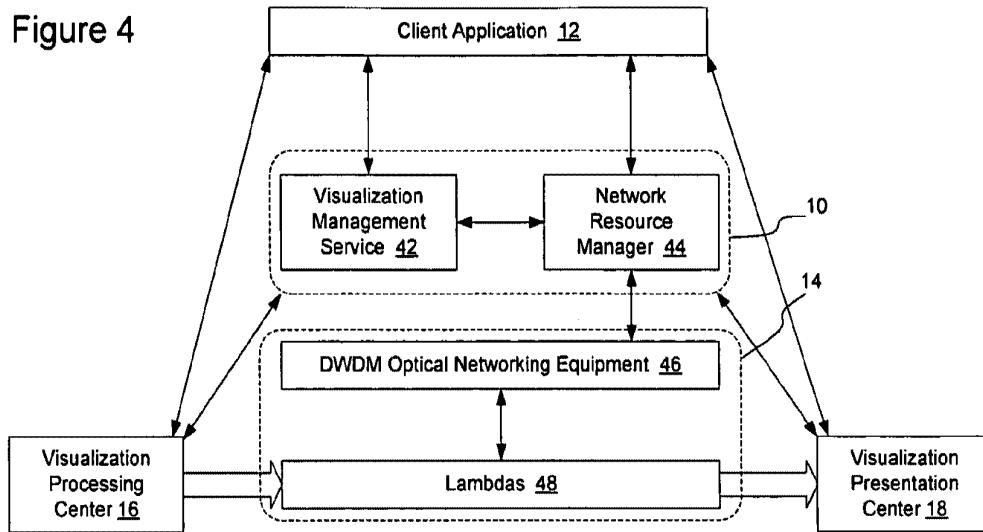 Figure 4
Client Application 12
Visualization
Management
Service 42
Network
Resource
Manager 44
10
14
DWDM Optical Networking Equipment 46
Visualization
Processing
Center 16
Lambdas 48
Visualization
Presentation
Center 18